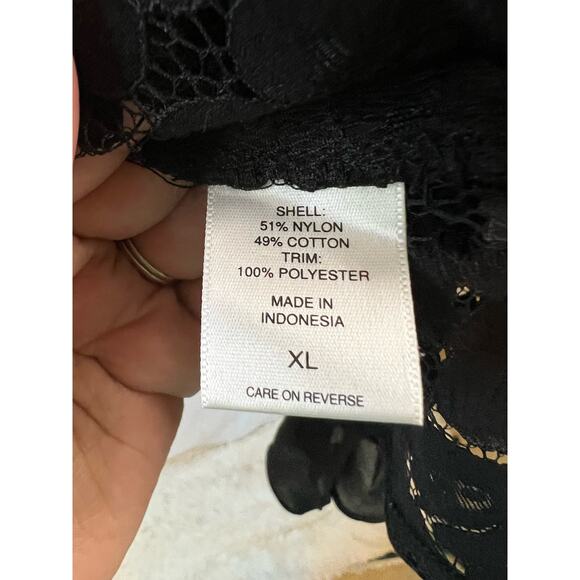 SHELL:
51% NYLON
49% COTTON
TRIM:
100% POLYESTER
MADE IN
INDONESIA
XL
CARE ON REVERSE